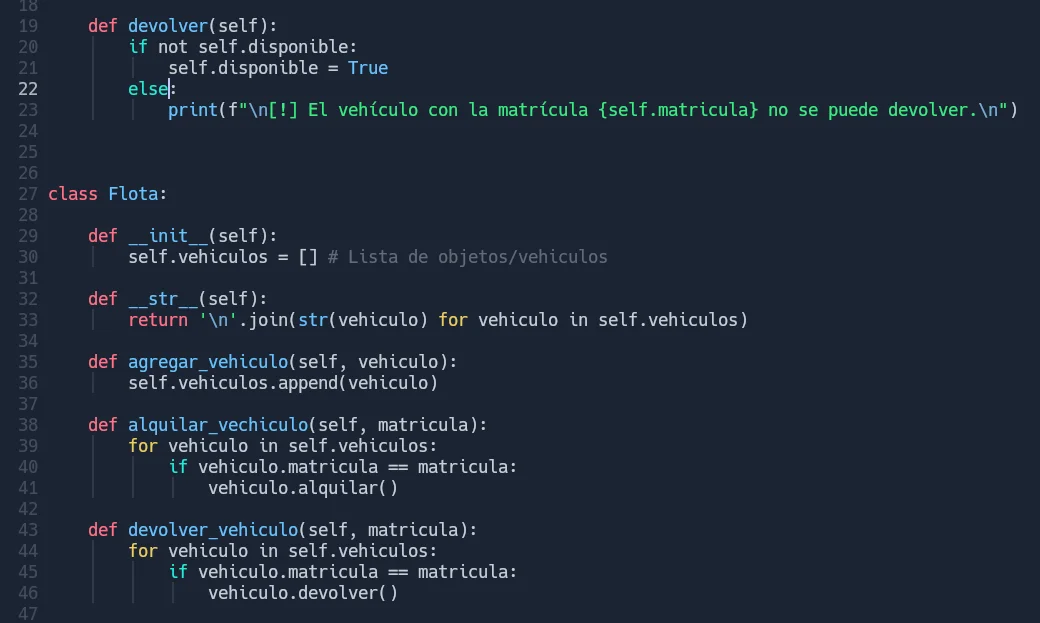 18
19     def devolver(self):
20         if not self.disponible:
21             self.disponible = True
22         else:
23             print(f"\n[!] El vehículo con la matrícula {self.matricula} no se puede devolver.\n")
24
25
26
27 class Flota:
28
29     def __init__(self):
30         self.vehiculos = [] # Lista de objetos/vehiculos
31
32     def __str__(self):
33         return '\n'.join(str(vehiculo) for vehiculo in self.vehiculos)
34
35     def agregar_vehiculo(self, vehiculo):
36         self.vehiculos.append(vehiculo)
37
38     def alquilar_vechiculo(self, matricula):
39         for vehiculo in self.vehiculos:
40             if vehiculo.matricula == matricula:
41                 vehiculo.alquilar()
42
43     def devolver_vehiculo(self, matricula):
44         for vehiculo in self.vehiculos:
45             if vehiculo.matricula == matricula:
46                 vehiculo.devolver()
47